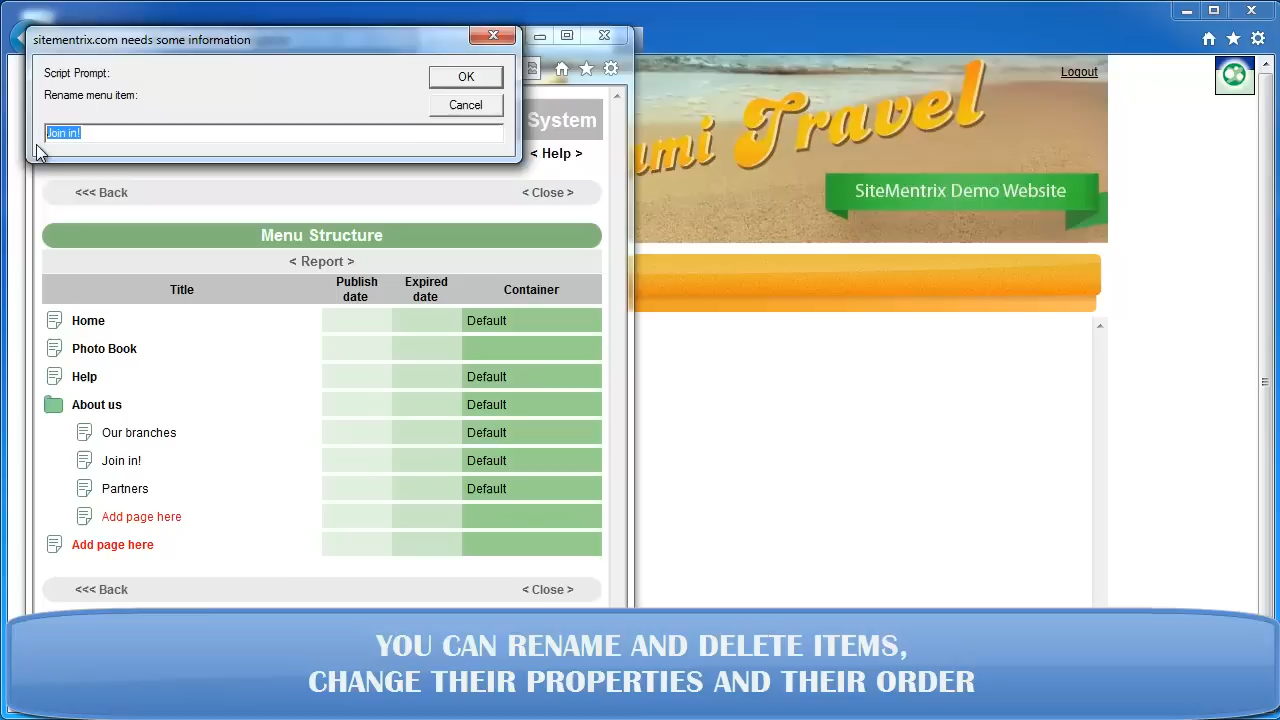 sitementrix.com needs some information
Script Prompt:
OK
Rename menu item:
Cancel
Join in!
System
< Help >
<<< Back
< Close >
Menu Structure
< Report >
Title
Publish date
Expired date
Container
Home
Default
Photo Book
Help
Default
About us
Default
Our branches
Default
Join in!
Default
Partners
Default
Add page here
Add page here
<<< Back
< Close >
Logout
ami Travel
SiteMentrix Demo Website
YOU CAN RENAME AND DELETE ITEMS,
CHANGE THEIR PROPERTIES AND THEIR ORDER